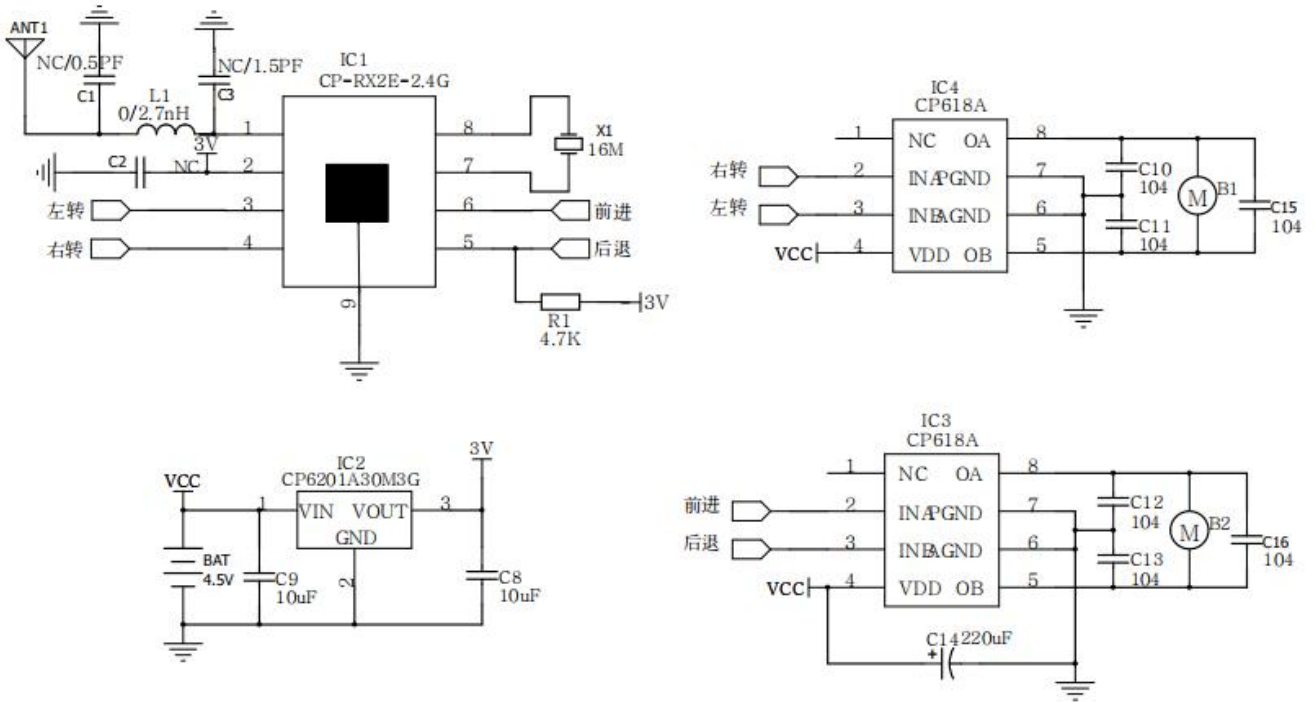 ANT1
NC/0.5PF
C1
L1
0/2.7nH
NC/1.5PF
C3
3V
C2
NC
IC1
CP-RX2E-2.4G
1
2
3
4
8
7
6
5
9
X1
16M
左转
右转
前进
后退
R1
4.7K
3V
IC4
CP618A
1
2
3
4
NC OA
INA PGND
INB AGND
VDD OB
8
7
6
5
右转
左转
VCC
C10
104
C11
104
M
B1
C15
104
VCC
BAT
4.5V
C9
10uF
IC2
CP6201A30M3G
1
VIN VOUT
GND
3
2
3V
C8
10uF
IC3
CP618A
1
2
3
4
NC OA
INA PGND
INB AGND
VDD OB
8
7
6
5
前进
后退
VCC
C12
104
C13
104
M
B2
C16
104
C14 220uF
+